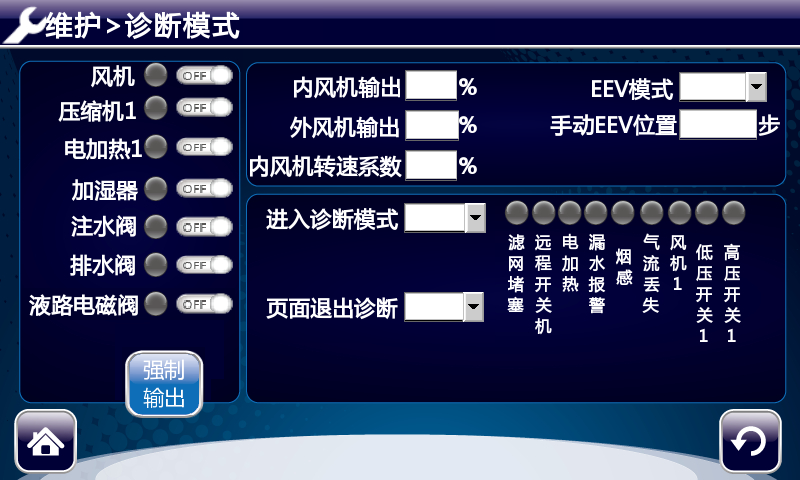 维护>诊断模式
风机 OFF
压缩机1 OFF
电加热1 OFF
加湿器 OFF
注水阀 OFF
排水阀 OFF
液路电磁阀 OFF
强制
输出
内风机输出 %
外风机输出 %
内风机转速系数 %
EEV模式
手动EEV位置 步
进入诊断模式
页面退出诊断
滤网堵塞
远程开关机
电加热
漏水报警
烟感
气流丢失
风机1
低压开关1
高压开关1